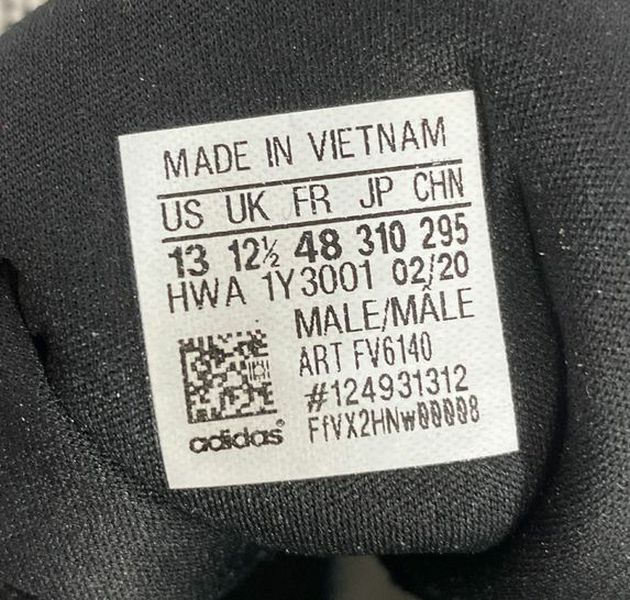 MADE IN VIETNAM
US UK FR JP CHN
13 12½ 48 310 295
HWA 1Y3001 02/20
MALE/MÂLE
ART FV6140
#124931312
FfVX2HNw00008
adidas®